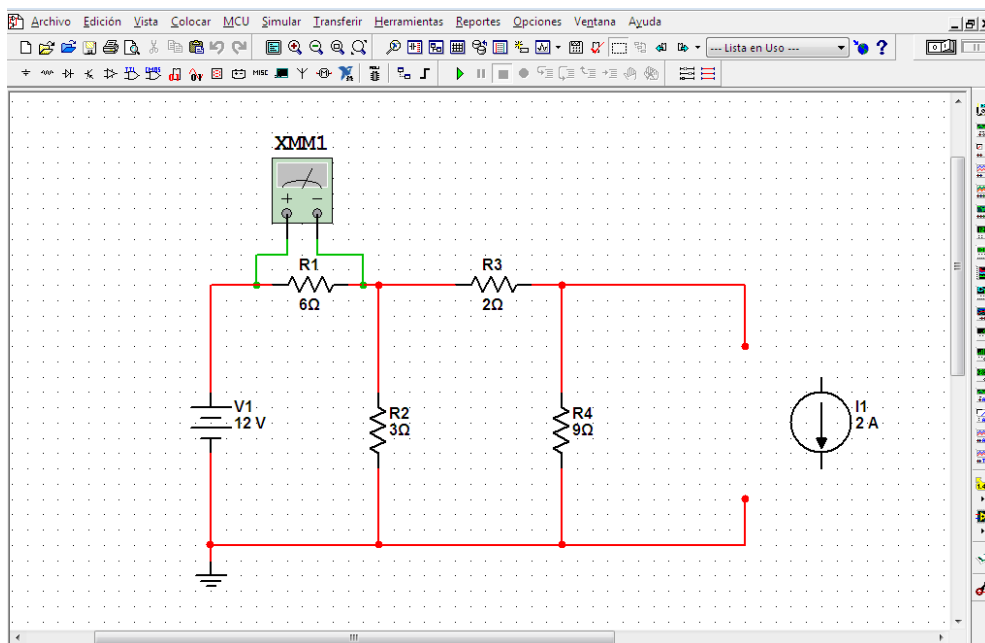 Archivo Edición Vista Colocar MCU Simular Transferir Herramientas Reportes Opciones Ventana Ayuda
--- Lista en Uso ---
MISC
XMM1
R1
6Ω
R3
2Ω
V1
12 V
R2
3Ω
R4
9Ω
I1
2 A